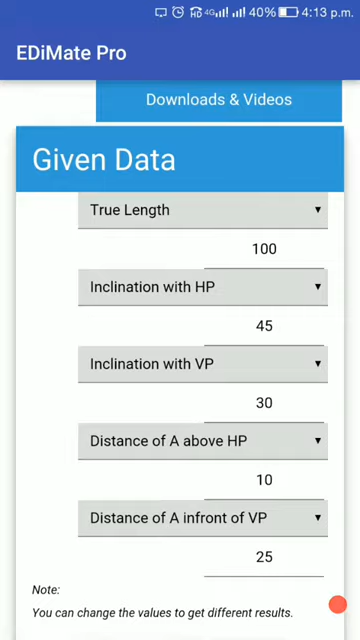 HD 4G 40% 4:13 p.m.
EDiMate Pro
Downloads & Videos
Given Data
True Length
100
Inclination with HP
45
Inclination with VP
30
Distance of A above HP
10
Distance of A infront of VP
25
Note:
You can change the values to get different results.